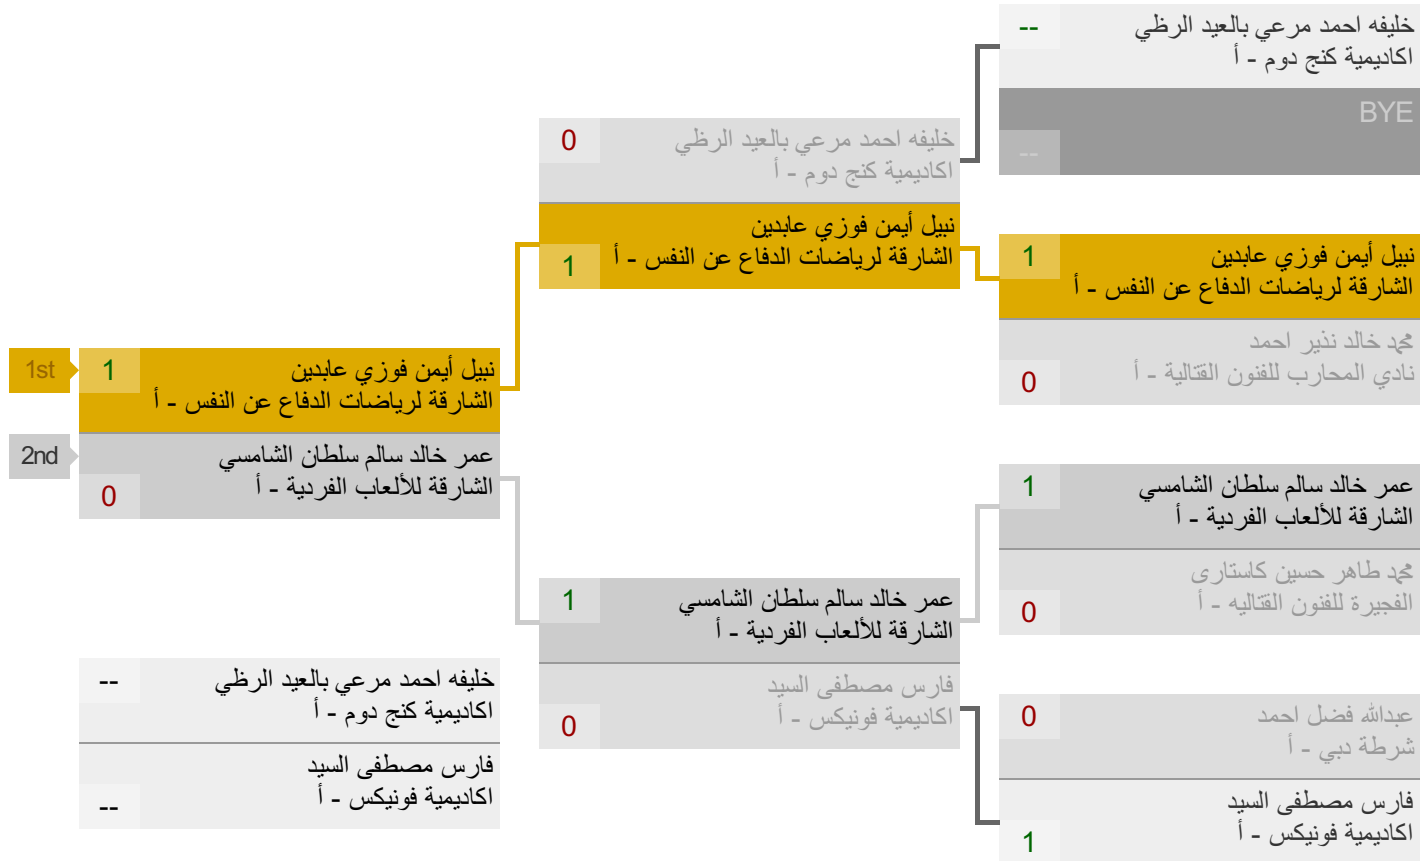 خليفه احمد مرعي بالعيد الرظي
اكاديمية كنج دوم - أ
--
BYE
--
خليفه احمد مرعي بالعيد الرظي
اكاديمية كنج دوم - أ
0
نبيل أيمن فوزي عابدين
الشارقة لرياضات الدفاع عن النفس - أ
1
نبيل أيمن فوزي عابدين
الشارقة لرياضات الدفاع عن النفس - أ
1
محمد خالد نذير احمد
نادي المحارب للفنون القتالية - أ
0
1st
1
نبيل أيمن فوزي عابدين
الشارقة لرياضات الدفاع عن النفس - أ
2nd
عمر خالد سالم سلطان الشامسي
الشارقة للألعاب الفردية - أ
0
عمر خالد سالم سلطان الشامسي
الشارقة للألعاب الفردية - أ
1
محمد طاهر حسين كاستارى
الفجيرة للفنون القتاليه - أ
0
عمر خالد سالم سلطان الشامسي
الشارقة للألعاب الفردية - أ
1
فارس مصطفى السيد
اكاديمية فونيكس - أ
0
خليفه احمد مرعي بالعيد الرظي
اكاديمية كنج دوم - أ
--
فارس مصطفى السيد
اكاديمية فونيكس - أ
--
عبدالله فضل احمد
شرطة دبي - أ
0
فارس مصطفى السيد
اكاديمية فونيكس - أ
1